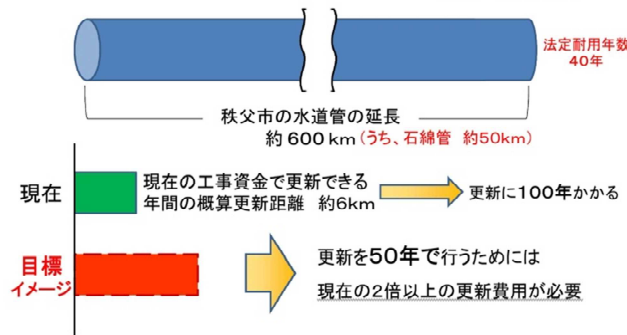 法定耐用年数
40年
秩父市の水道管の延長
約600km(うち、石綿管 約50km)
現在
現在の工事資金で更新できる
年間の概算更新距離 約6km
更新に100年かかる
目標
イメージ
更新を50年で行うためには
現在の2倍以上の更新費用が必要